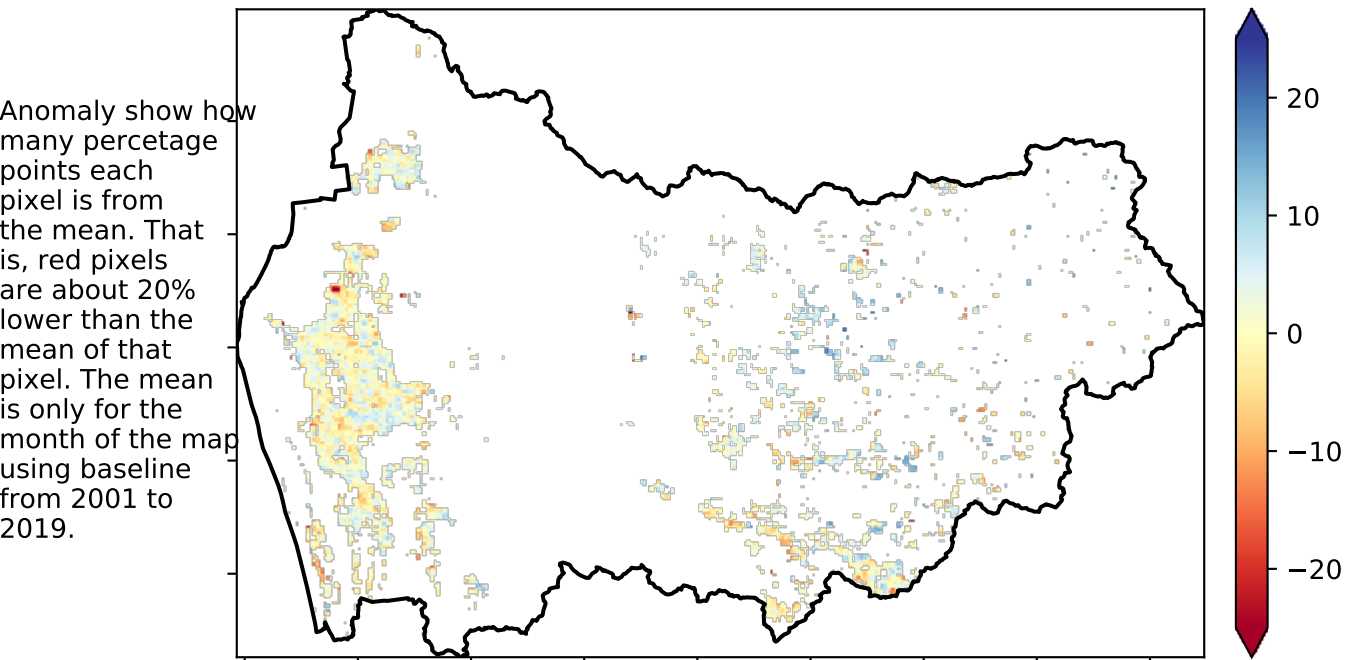 Anomaly show how
many percetage
points each
pixel is from
the mean. That
is, red pixels
are about 20%
lower than the
mean of that
pixel. The mean
is only for the
month of the map
using baseline
from 2001 to
2019.
20
10
0
−10
−20